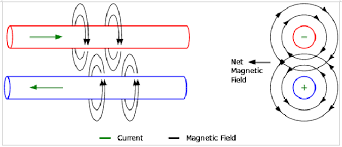 Net
Magnetic
Field
−
+
Current
Magnetic Field